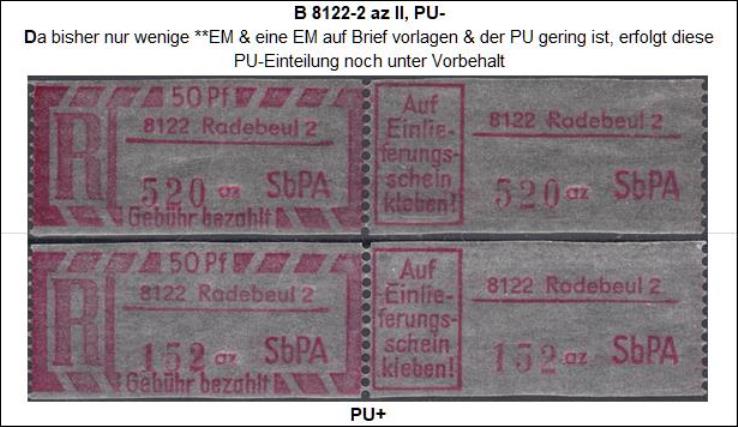 B 8122-2 az II, PU-
Da bisher nur wenige **EM & eine EM auf Brief vorlagen & der PU gering ist, erfolgt diese
PU-Einteilung noch unter Vorbehalt
50 Pf
R
8122 Radebeul 2
520 az SbPA
Gebühr bezahlt
Auf
Einlie-
ferungs-
schein
kleben!
8122 Radebeul 2
520 az SbPA
50 Pf
R
8122 Radebeul 2
152 az SbPA
Gebühr bezahlt
Auf
Einlie-
ferungs-
schein
kleben!
8122 Radebeul 2
152 az SbPA
PU+